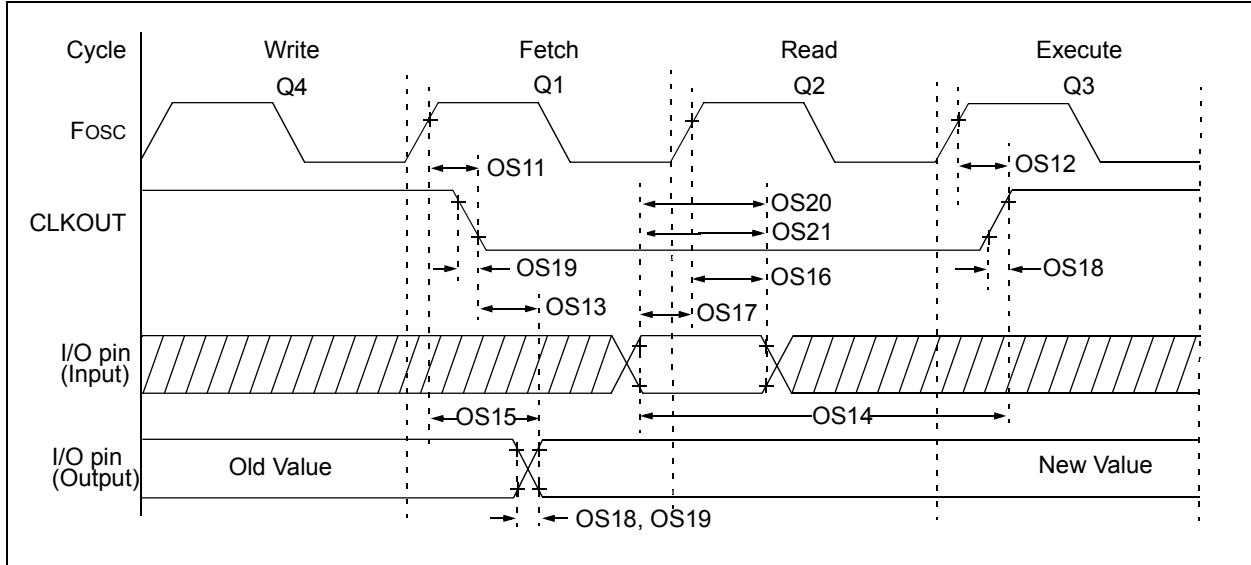 Cycle Write Fetch Read Execute
Q4 Q1 Q2 Q3
FOSC
OS11 OS12
OS20
CLKOUT
OS21
OS19 OS16 OS18
OS13 OS17
I/O pin
(Input)
OS15 OS14
I/O pin
(Output)
Old Value New Value
OS18, OS19